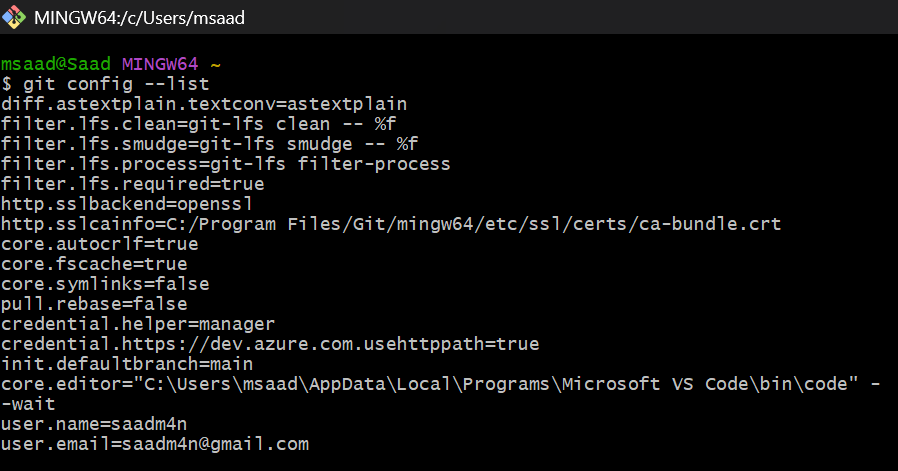 MINGW64:/c/Users/msaad
msaad@Saad MINGW64 ~
$ git config --list
diff.astextplain.textconv=astextplain
filter.lfs.clean=git-lfs clean -- %f
filter.lfs.smudge=git-lfs smudge -- %f
filter.lfs.process=git-lfs filter-process
filter.lfs.required=true
http.sslbackend=openssl
http.sslcainfo=C:/Program Files/Git/mingw64/etc/ssl/certs/ca-bundle.crt
core.autocrlf=true
core.fscache=true
core.symlinks=false
pull.rebase=false
credential.helper=manager
credential.https://dev.azure.com.usehttppath=true
init.defaultbranch=main
core.editor="C:\Users\msaad\AppData\Local\Programs\Microsoft VS Code\bin\code" -
-wait
user.name=saadm4n
user.email=saadm4n@gmail.com